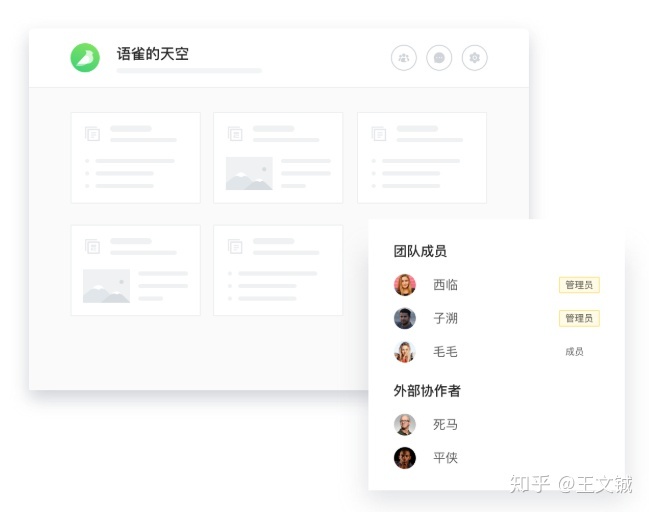 语雀的天空
团队成员
西临
管理员
子溯
管理员
毛毛
成员
外部协作者
死马
平侠
知乎 @王文铖